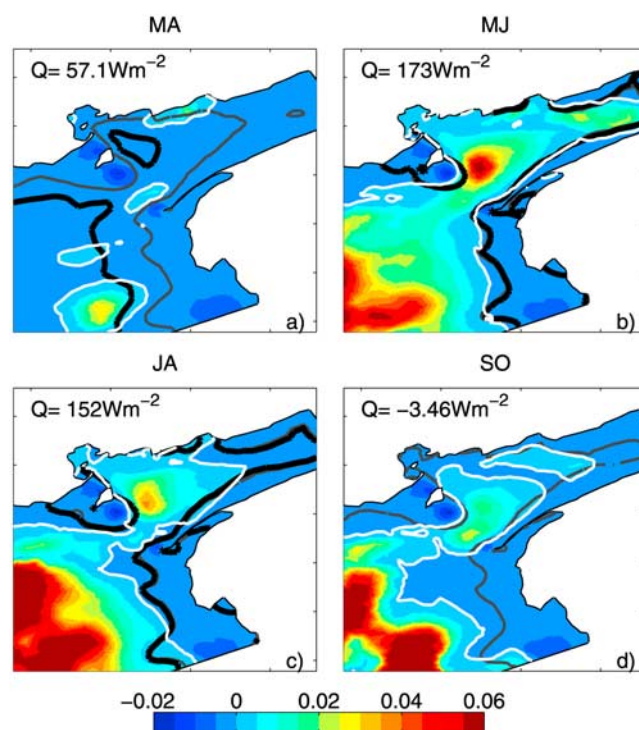 MA
MJ
Q= 57.1Wm−2
Q= 173Wm−2
a)
b)
JA
SO
Q= 152Wm−2
Q= −3.46Wm−2
c)
d)
−0.02 0 0.02 0.04 0.06